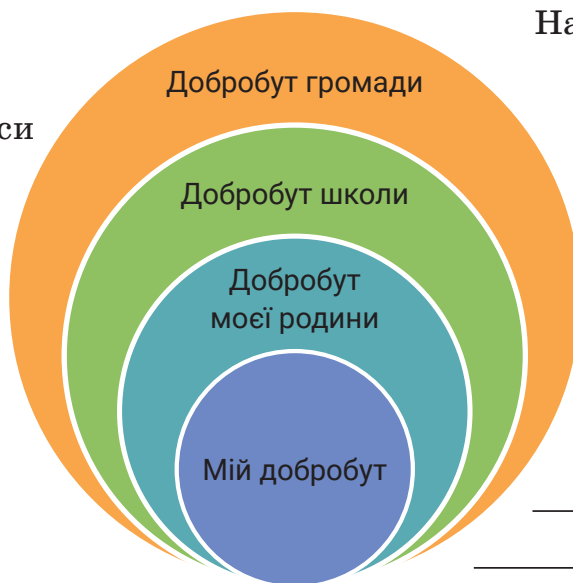 На
Добробут громади
си
Добробут школи
Добробут
моєї родини
Мій добробут